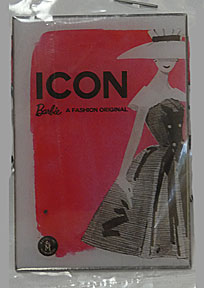 ICON
Barbie. A FASHION ORIGINAL